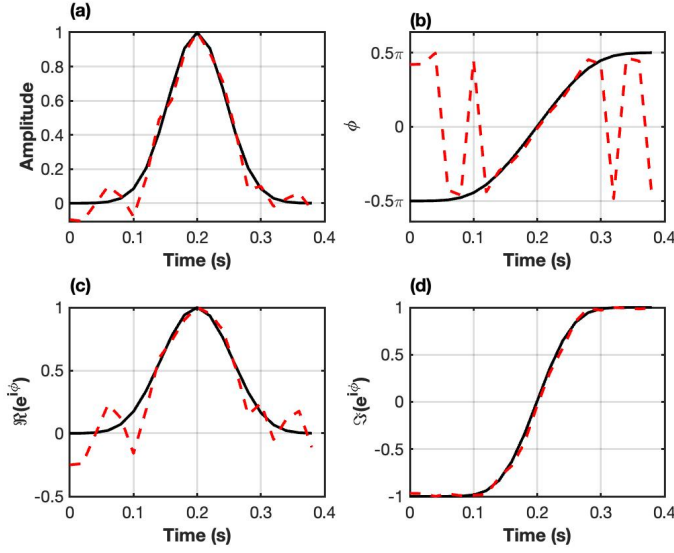 (a)
Amplitude
1
0.8
0.6
0.4
0.2
0
0 0.1 0.2 0.3 0.4
Time (s)
(b)
ϕ
0.5π
0
-0.5π
0 0.1 0.2 0.3 0.4
Time (s)
(c)
ℜ(e^{iϕ})
1
0.5
0
-0.5
0 0.1 0.2 0.3 0.4
Time (s)
(d)
ℑ(e^{iϕ})
1
0.5
0
-0.5
-1
0 0.1 0.2 0.3 0.4
Time (s)